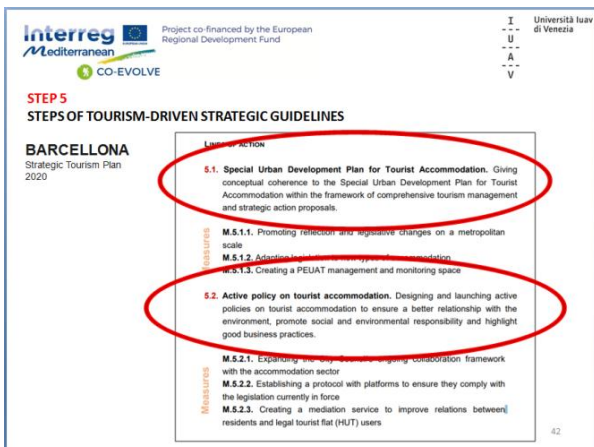 Interreg
Mediterranean
CO-EVOLVE
Project co-financed by the European
Regional Development Fund
I
U
A
V
Università Iuav
di Venezia
STEP 5
STEPS OF TOURISM-DRIVEN STRATEGIC GUIDELINES
BARCELLONA
Strategic Tourism Plan
2020
LINES OF ACTION
5.1. Special Urban Development Plan for Tourist Accommodation. Giving
conceptual coherence to the Special Urban Development Plan for Tourist
Accommodation within the framework of comprehensive tourism management
and strategic action proposals.
Measures
M.5.1.1. Promoting reflection and legislative changes on a metropolitan
scale
M.5.1.2. Adapting legislation to new types of accommodation
M.5.1.3. Creating a PEUAT management and monitoring space
5.2. Active policy on tourist accommodation. Designing and launching active
policies on tourist accommodation to ensure a better relationship with the
environment, promote social and environmental responsibility and highlight
good business practices.
Measures
M.5.2.1. Expanding the City Council's ongoing collaboration framework
with the accommodation sector
M.5.2.2. Establishing a protocol with platforms to ensure they comply with
the legislation currently in force
M.5.2.3. Creating a mediation service to improve relations between
residents and legal tourist flat (HUT) users
42